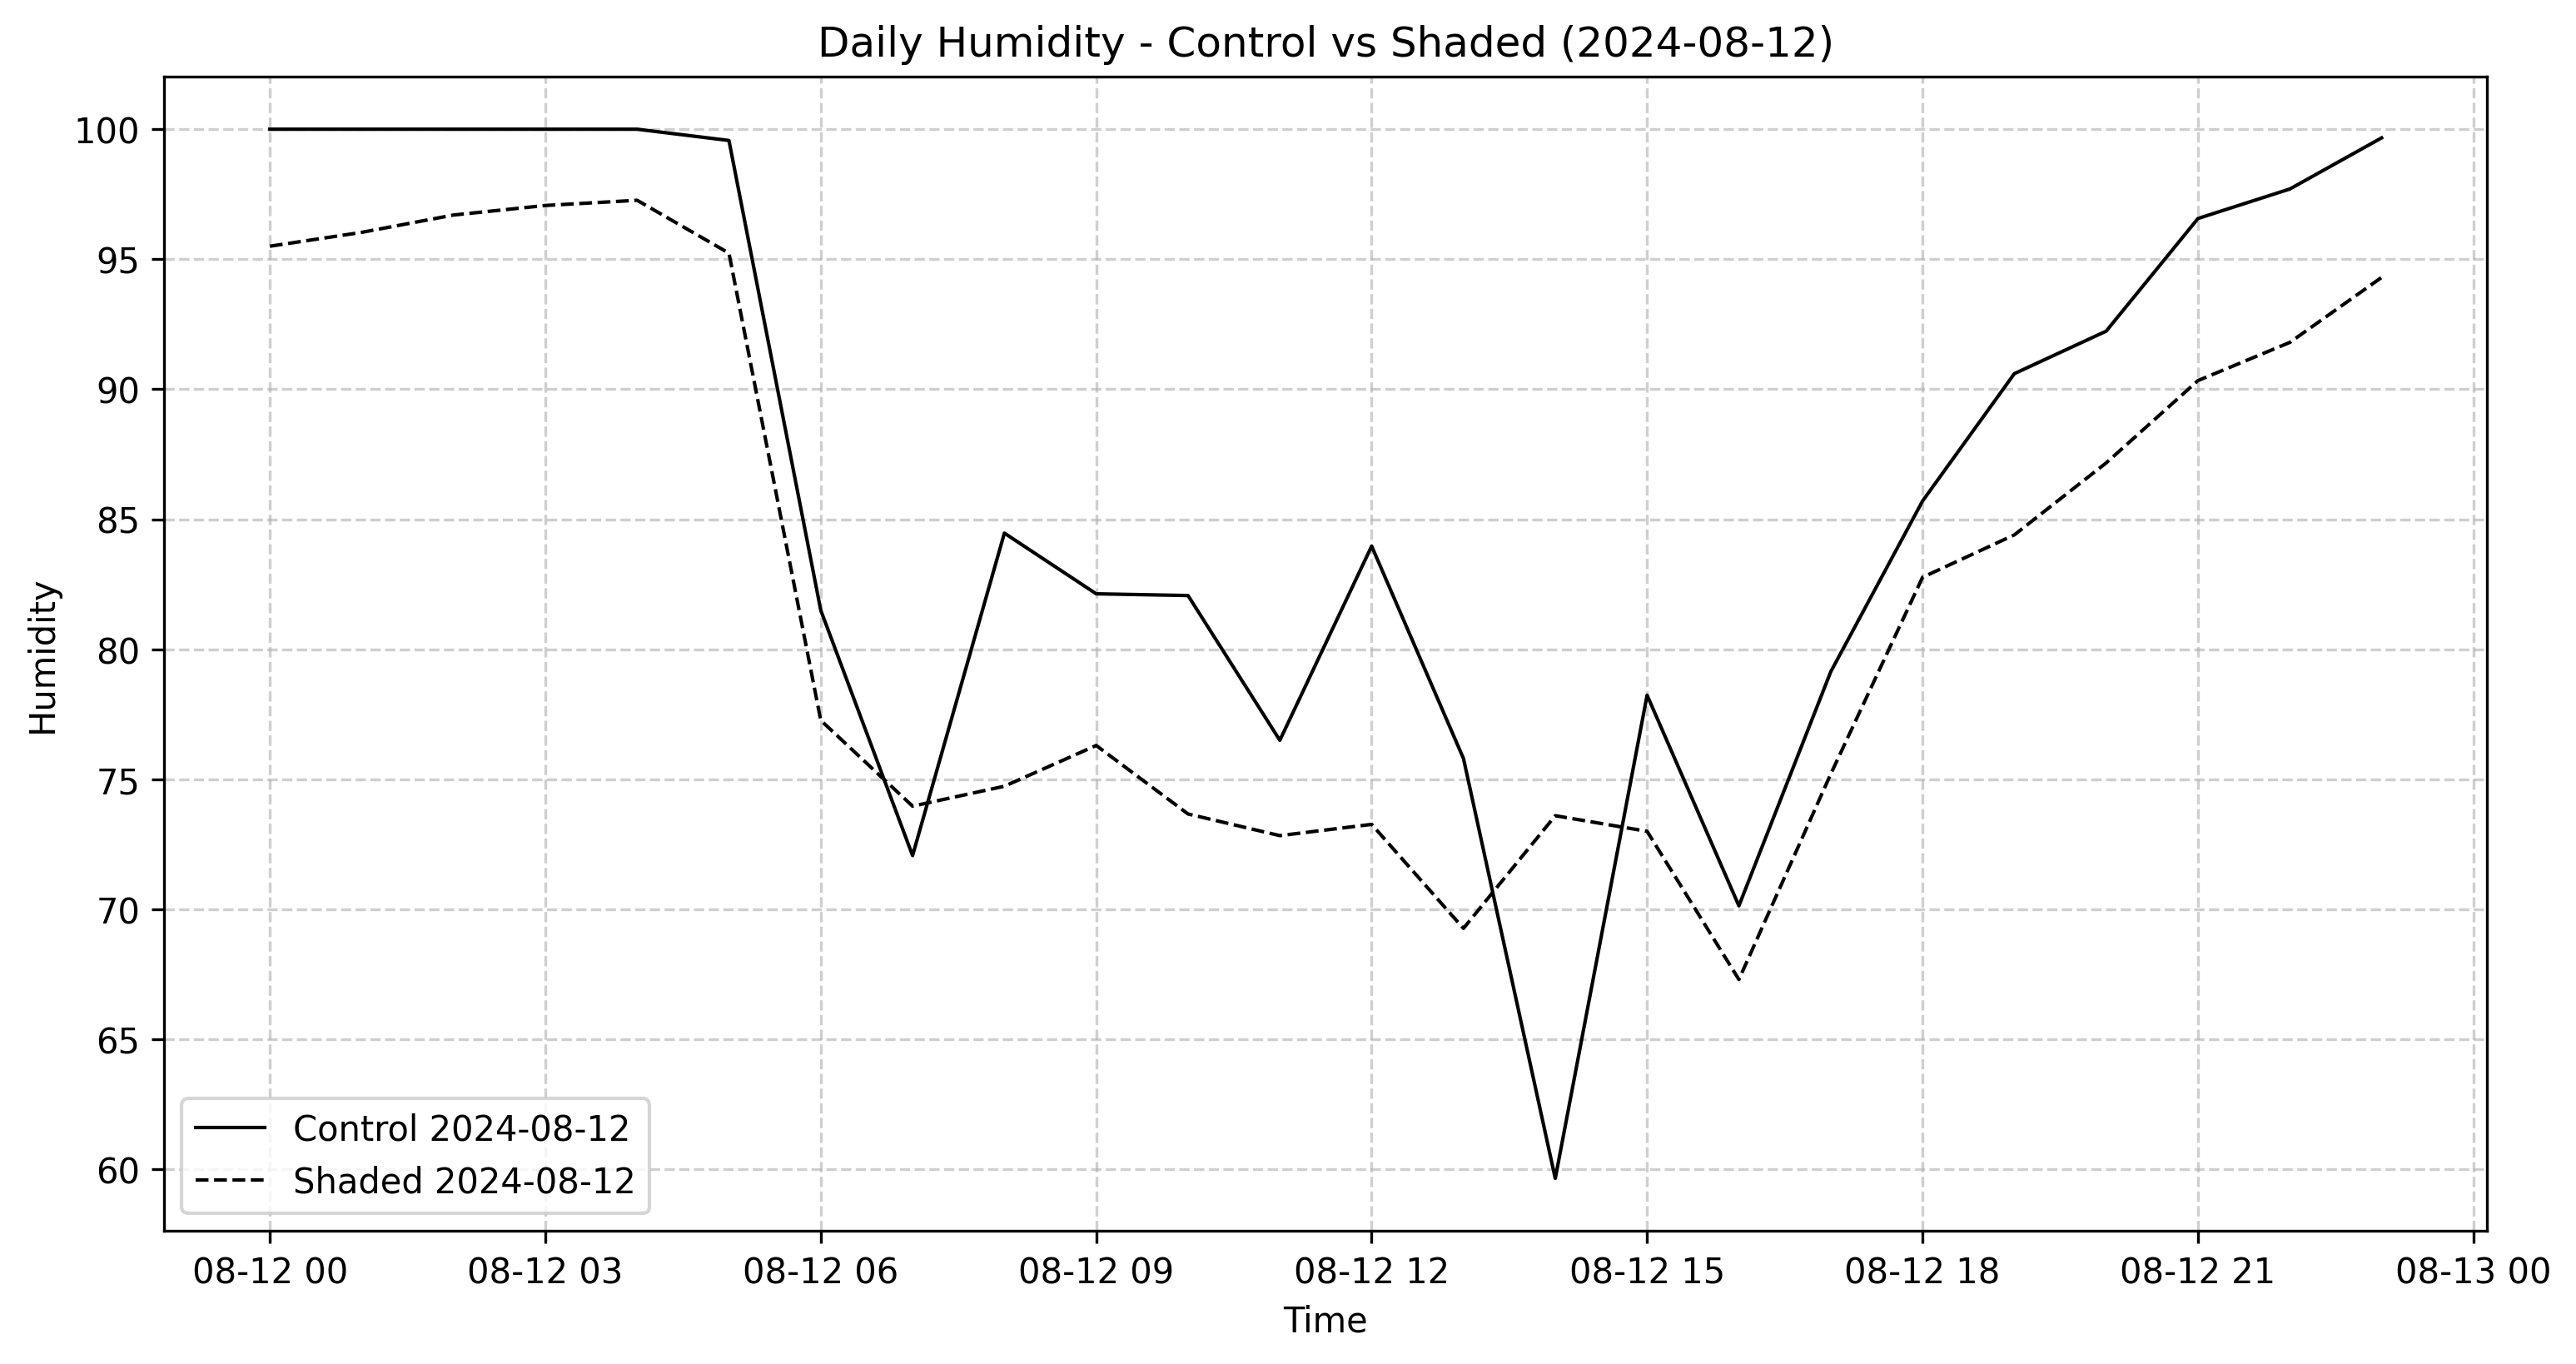 Daily Humidity - Control vs Shaded (2024-08-12)
Humidity
100
95
90
85
80
75
70
65
60
Control 2024-08-12
Shaded 2024-08-12
08-12 00 08-12 03 08-12 06 08-12 09 08-12 12 08-12 15 08-12 18 08-12 21 08-13 00
Time